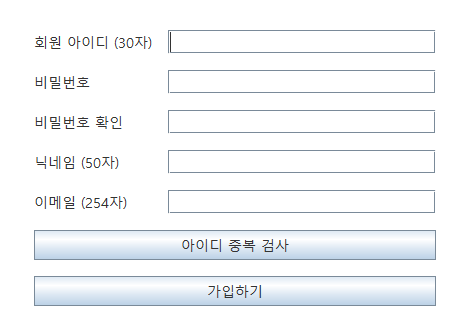 회원 아이디 (30자)
비밀번호
비밀번호 확인
닉네임 (50자)
이메일 (254자)
아이디 중복 검사
가입하기